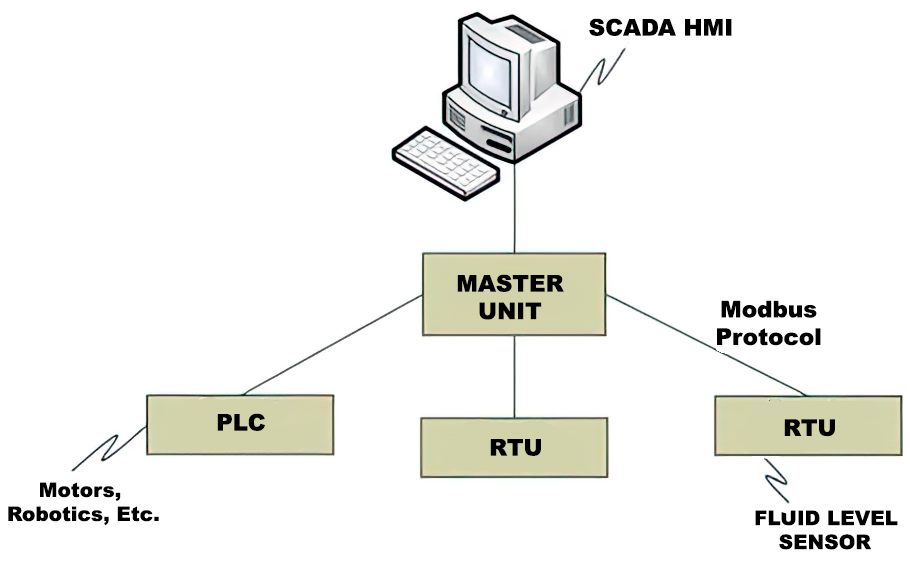 SCADA HMI
MASTER
UNIT
Modbus
Protocol
PLC
RTU
RTU
Motors,
Robotics, Etc.
FLUID LEVEL
SENSOR